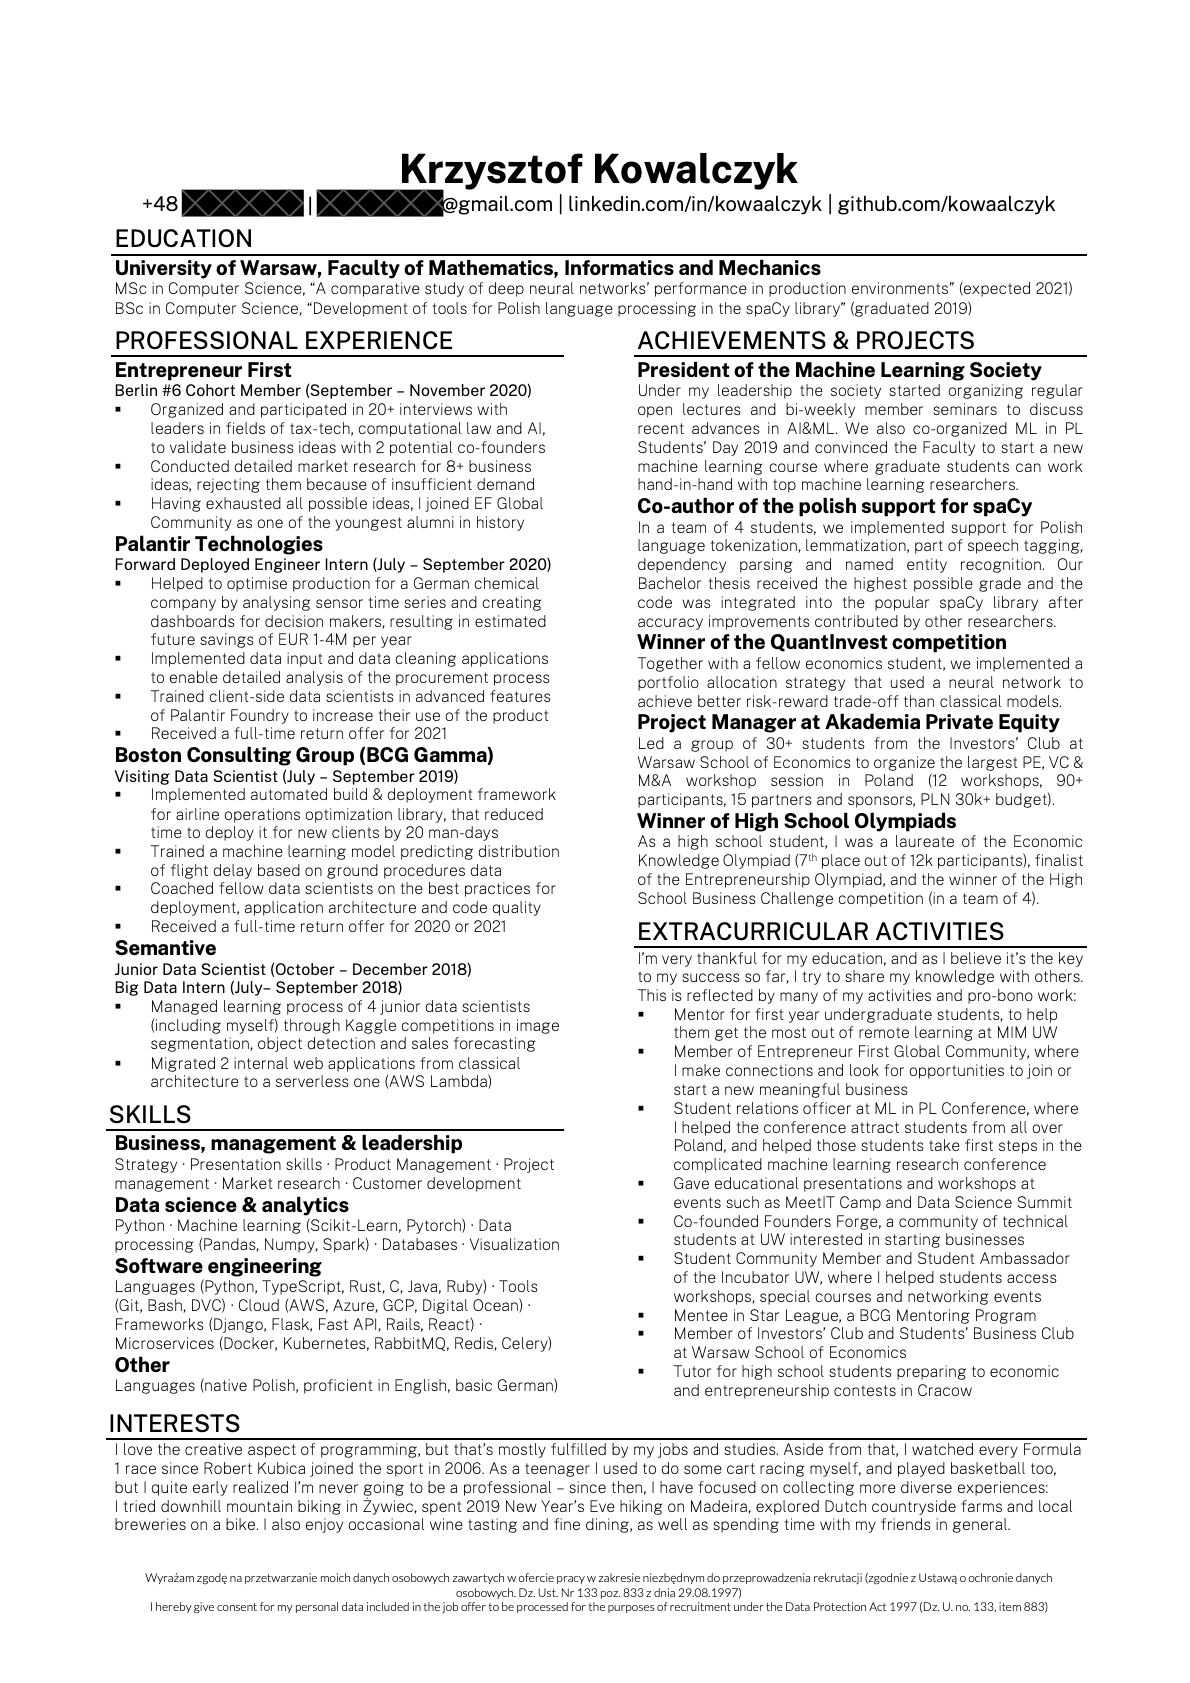 Krzysztof Kowalczyk
+48 | @gmail.com | linkedin.com/in/kowaalczyk | github.com/kowaalczyk
EDUCATION
University of Warsaw, Faculty of Mathematics, Informatics and Mechanics
MSc in Computer Science, “A comparative study of deep neural networks’ performance in production environments” (expected 2021)
BSc in Computer Science, “Development of tools for Polish language processing in the spaCy library” (graduated 2019)
PROFESSIONAL EXPERIENCE
Entrepreneur First
Berlin #6 Cohort Member (September – November 2020)
▪ Organized and participated in 20+ interviews with
leaders in fields of tax-tech, computational law and AI,
to validate business ideas with 2 potential co-founders
▪ Conducted detailed market research for 8+ business
ideas, rejecting them because of insufficient demand
▪ Having exhausted all possible ideas, I joined EF Global
Community as one of the youngest alumni in history
Palantir Technologies
Forward Deployed Engineer Intern (July – September 2020)
▪ Helped to optimise production for a German chemical
company by analysing sensor time series and creating
dashboards for decision makers, resulting in estimated
future savings of EUR 1-4M per year
▪ Implemented data input and data cleaning applications
to enable detailed analysis of the procurement process
▪ Trained client-side data scientists in advanced features
of Palantir Foundry to increase their use of the product
▪ Received a full-time return offer for 2021
Boston Consulting Group (BCG Gamma)
Visiting Data Scientist (July – September 2019)
▪ Implemented automated build & deployment framework
for airline operations optimization library, that reduced
time to deploy it for new clients by 20 man-days
▪ Trained a machine learning model predicting distribution
of flight delay based on ground procedures data
▪ Coached fellow data scientists on the best practices for
deployment, application architecture and code quality
▪ Received a full-time return offer for 2020 or 2021
Semantive
Junior Data Scientist (October – December 2018)
Big Data Intern (July– September 2018)
▪ Managed learning process of 4 junior data scientists
(including myself) through Kaggle competitions in image
segmentation, object detection and sales forecasting
▪ Migrated 2 internal web applications from classical
architecture to a serverless one (AWS Lambda)
SKILLS
Business, management & leadership
Strategy · Presentation skills · Product Management · Project
management · Market research · Customer development
Data science & analytics
Python · Machine learning (Scikit-Learn, Pytorch) · Data
processing (Pandas, Numpy, Spark) · Databases · Visualization
Software engineering
Languages (Python, TypeScript, Rust, C, Java, Ruby) · Tools
(Git, Bash, DVC) · Cloud (AWS, Azure, GCP, Digital Ocean) ·
Frameworks (Django, Flask, Fast API, Rails, React) ·
Microservices (Docker, Kubernetes, RabbitMQ, Redis, Celery)
Other
Languages (native Polish, proficient in English, basic German)
ACHIEVEMENTS & PROJECTS
President of the Machine Learning Society
Under my leadership the society started organizing regular
open lectures and bi-weekly member seminars to discuss
recent advances in AI&ML. We also co-organized ML in PL
Students’ Day 2019 and convinced the Faculty to start a new
machine learning course where graduate students can work
hand-in-hand with top machine learning researchers.
Co-author of the polish support for spaCy
In a team of 4 students, we implemented support for Polish
language tokenization, lemmatization, part of speech tagging,
dependency parsing and named entity recognition. Our
Bachelor thesis received the highest possible grade and the
code was integrated into the popular spaCy library after
accuracy improvements contributed by other researchers.
Winner of the QuantInvest competition
Together with a fellow economics student, we implemented a
portfolio allocation strategy that used a neural network to
achieve better risk-reward trade-off than classical models.
Project Manager at Akademia Private Equity
Led a group of 30+ students from the Investors’ Club at
Warsaw School of Economics to organize the largest PE, VC &
M&A workshop session in Poland (12 workshops, 90+
participants, 15 partners and sponsors, PLN 30k+ budget).
Winner of High School Olympiads
As a high school student, I was a laureate of the Economic
Knowledge Olympiad (7th place out of 12k participants), finalist
of the Entrepreneurship Olympiad, and the winner of the High
School Business Challenge competition (in a team of 4).
EXTRACURRICULAR ACTIVITIES
I’m very thankful for my education, and as I believe it’s the key
to my success so far, I try to share my knowledge with others.
This is reflected by many of my activities and pro-bono work:
▪ Mentor for first year undergraduate students, to help
them get the most out of remote learning at MIM UW
▪ Member of Entrepreneur First Global Community, where
I make connections and look for opportunities to join or
start a new meaningful business
▪ Student relations officer at ML in PL Conference, where
I helped the conference attract students from all over
Poland, and helped those students take first steps in the
complicated machine learning research conference
▪ Gave educational presentations and workshops at
events such as MeetIT Camp and Data Science Summit
▪ Co-founded Founders Forge, a community of technical
students at UW interested in starting businesses
▪ Student Community Member and Student Ambassador
of the Incubator UW, where I helped students access
workshops, special courses and networking events
▪ Mentee in Star League, a BCG Mentoring Program
▪ Member of Investors’ Club and Students’ Business Club
at Warsaw School of Economics
▪ Tutor for high school students preparing to economic
and entrepreneurship contests in Cracow
INTERESTS
I love the creative aspect of programming, but that’s mostly fulfilled by my jobs and studies. Aside from that, I watched every Formula
1 race since Robert Kubica joined the sport in 2006. As a teenager I used to do some cart racing myself, and played basketball too,
but I quite early realized I’m never going to be a professional – since then, I have focused on collecting more diverse experiences:
I tried downhill mountain biking in Żywiec, spent 2019 New Year’s Eve hiking on Madeira, explored Dutch countryside farms and local
breweries on a bike. I also enjoy occasional wine tasting and fine dining, as well as spending time with my friends in general.
Wyrażam zgodę na przetwarzanie moich danych osobowych zawartych w ofercie pracy w zakresie niezbędnym do przeprowadzenia rekrutacji (zgodnie z Ustawą o ochronie danych
osobowych. Dz. Ust. Nr 133 poz. 833 z dnia 29.08.1997)
I hereby give consent for my personal data included in the job offer to be processed for the purposes of recruitment under the Data Protection Act 1997 (Dz. U. no. 133, item 883)